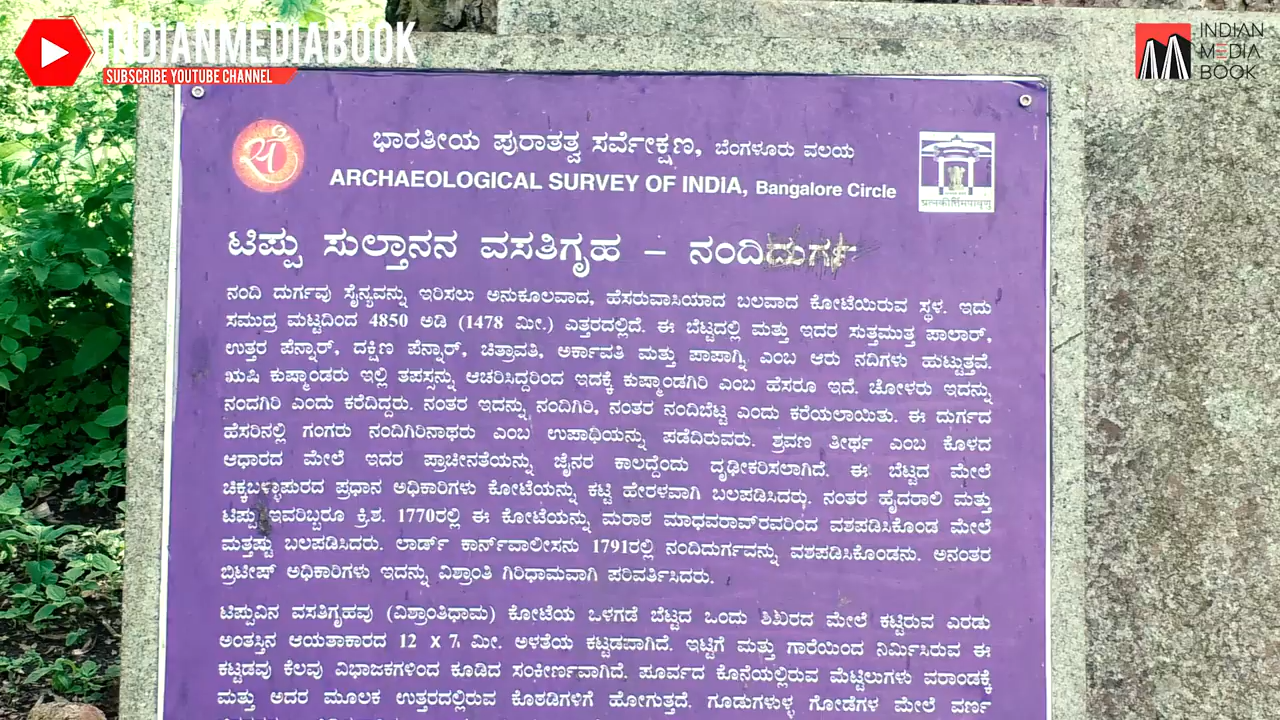 INDIANMEDIABOOK
SUBSCRIBE YOUTUBE CHANNEL
INDIAN
MEDIA
BOOK
ಭಾರತೀಯ ಪುರಾತತ್ವ ಸರ್ವೇಕ್ಷಣ, ಬೆಂಗಳೂರು ವಲಯ
ARCHAEOLOGICAL SURVEY OF INDIA, Bangalore Circle
ಟಿಪ್ಪು ಸುಲ್ತಾನನ ವಸತಿಗೃಹ – ನಂದಿದುರ್ಗ
ನಂದಿ ದುರ್ಗವು ಸೈನ್ಯವನ್ನು ಇರಿಸಲು ಅನುಕೂಲವಾದ, ಹೆಸರುವಾಸಿಯಾದ ಬಲವಾದ ಕೋಟೆಯಿರುವ ಸ್ಥಳ. ಇದು
ಸಮುದ್ರ ಮಟ್ಟದಿಂದ 4850 ಅಡಿ (1478 ಮೀ.) ಎತ್ತರದಲ್ಲಿದೆ. ಈ ಬೆಟ್ಟದಲ್ಲಿ ಮತ್ತು ಇದರ ಸುತ್ತಮುತ್ತ ಪಾಲಾರ್,
ಉತ್ತರ ಪೆನ್ನಾರ್, ದಕ್ಷಿಣ ಪೆನ್ನಾರ್, ಚಿತ್ರಾವತಿ, ಅರ್ಕಾವತಿ ಮತ್ತು ಪಾಪಾಗ್ನಿ ಎಂಬ ಆರು ನದಿಗಳು ಹುಟ್ಟುತ್ತವೆ.
ಋಷಿ ಕುಷ್ಮಾಂಡರು ಇಲ್ಲಿ ತಪಸ್ಸನ್ನು ಆಚರಿಸಿದ್ದರಿಂದ ಇದಕ್ಕೆ ಕುಷ್ಮಾಂಡಗಿರಿ ಎಂಬ ಹೆಸರೂ ಇದೆ. ಚೋಳರು ಇದನ್ನು
ನಂದಗಿರಿ ಎಂದು ಕರೆದಿದ್ದರು. ನಂತರ ಇದನ್ನು ನಂದಿಗಿರಿ, ನಂತರ ನಂದಿಬೆಟ್ಟ ಎಂದು ಕರೆಯಲಾಯಿತು. ಈ ದುರ್ಗದ
ಹೆಸರಿನಲ್ಲಿ ಗಂಗರು ನಂದಿಗಿರಿನಾಥರು ಎಂಬ ಉಪಾಧಿಯನ್ನು ಪಡೆದಿರುವರು. ಶ್ರವಣ ತೀರ್ಥ ಎಂಬ ಕೊಳದ
ಆಧಾರದ ಮೇಲೆ ಇದರ ಪ್ರಾಚೀನತೆಯನ್ನು ಜೈನರ ಕಾಲದ್ದೆಂದು ದೃಢೀಕರಿಸಲಾಗಿದೆ. ಈ ಬೆಟ್ಟದ ಮೇಲೆ
ಚಿಕ್ಕಬಳ್ಳಾಪುರದ ಪ್ರಧಾನ ಅಧಿಕಾರಿಗಳು ಕೋಟೆಯನ್ನು ಕಟ್ಟಿ ಹೇರಳವಾಗಿ ಬಲಪಡಿಸಿದರು. ನಂತರ ಹೈದರಾಲಿ ಮತ್ತು
ಟಿಪ್ಪು ಇವರಿಬ್ಬರೂ ಕ್ರಿ.ಶ. 1770ರಲ್ಲಿ ಈ ಕೋಟೆಯನ್ನು ಮರಾಠ ಮಾಧವರಾವ್‌ರವರಿಂದ ವಶಪಡಿಸಿಕೊಂಡ ಮೇಲೆ
ಮತ್ತಷ್ಟು ಬಲಪಡಿಸಿದರು. ಲಾರ್ಡ್ ಕಾರ್ನ್‌ವಾಲೀಸನು 1791ರಲ್ಲಿ ನಂದಿದುರ್ಗವನ್ನು ವಶಪಡಿಸಿಕೊಂಡನು. ಅನಂತರ
ಬ್ರಿಟೀಷ್ ಅಧಿಕಾರಿಗಳು ಇದನ್ನು ವಿಶ್ರಾಂತಿ ಗಿರಿಧಾಮವಾಗಿ ಪರಿವರ್ತಿಸಿದರು.
ಟಿಪ್ಪುವಿನ ವಸತಿಗೃಹವು (ವಿಶ್ರಾಂತಿಧಾಮ) ಕೋಟೆಯ ಒಳಗಡೆ ಬೆಟ್ಟದ ಒಂದು ಶಿಖರದ ಮೇಲೆ ಕಟ್ಟಿರುವ ಎರಡು
ಅಂತಸ್ತಿನ ಆಯತಾಕಾರದ 12 x 7 ಮೀ. ಅಳತೆಯ ಕಟ್ಟಡವಾಗಿದೆ. ಇಟ್ಟಿಗೆ ಮತ್ತು ಗಾರೆಯಿಂದ ನಿರ್ಮಿಸಿರುವ ಈ
ಕಟ್ಟಡವು ಕೆಲವು ವಿಭಾಜಕಗಳಿಂದ ಕೂಡಿದ ಸಂಕೀರ್ಣವಾಗಿದೆ. ಪೂರ್ವದ ಕೊನೆಯಲ್ಲಿರುವ ಮೆಟ್ಟಿಲುಗಳು ವರಾಂಡಕ್ಕೆ
ಮತ್ತು ಅದರ ಮೂಲಕ ಉತ್ತರದಲ್ಲಿರುವ ಕೊಠಡಿಗಳಿಗೆ ಹೋಗುತ್ತದೆ. ಗೂಡುಗಳುಳ್ಳ ಗೋಡೆಗಳ ಮೇಲೆ ವರ್ಣ